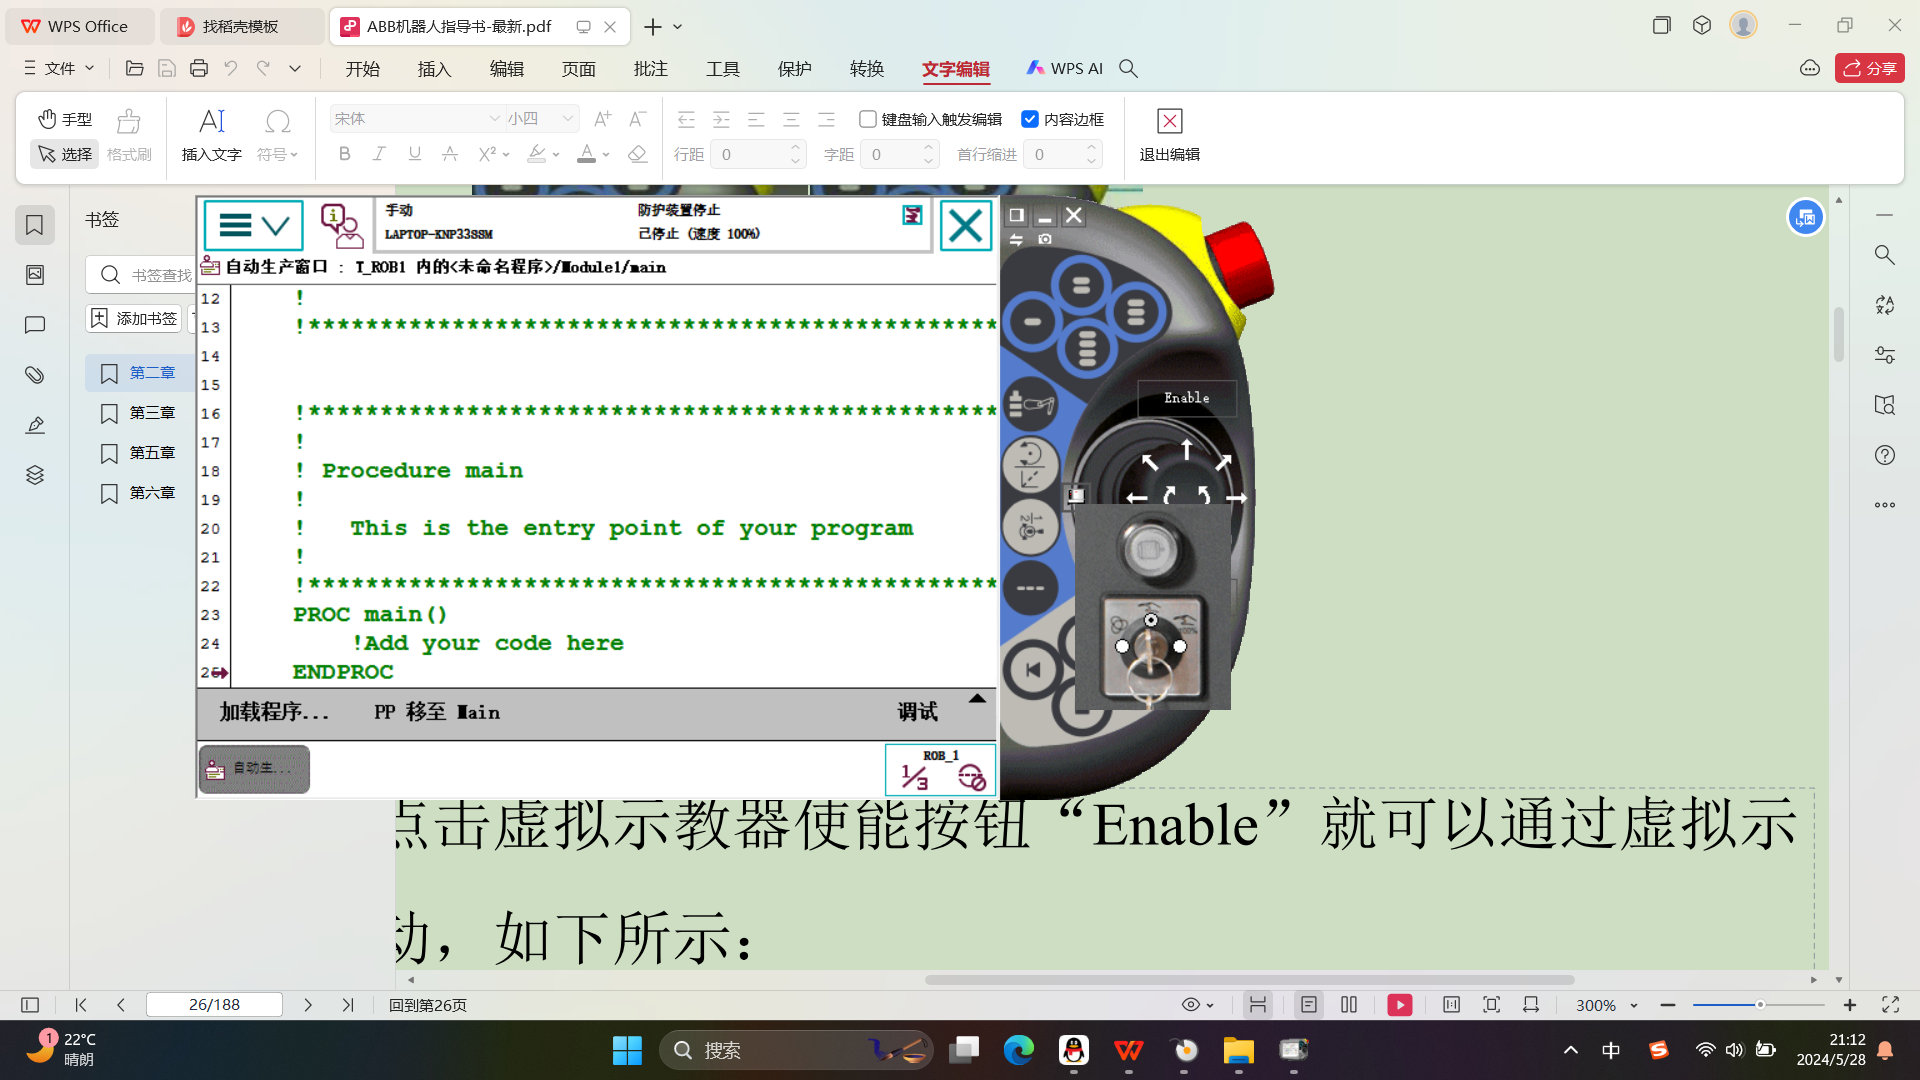 WPS Office
找稻壳模板
ABB机器人指导书-最新.pdf
文件
开始
插入
编辑
页面
批注
工具
保护
转换
文字编辑
WPS AI
分享
手型
选择
格式刷
插入文字
符号
宋体
小四
键盘输入触发编辑
内容边框
行距
0
字距
0
首行缩进
0
退出编辑
书签
书签查找
添加书签
第二章
第三章
第五章
第六章
手动
LAPTOP-KNP33S8M
防护装置停止
已停止 (速度 100%)
自动生产窗口 : T_ROB1 内的<未命名程序>/Module1/main
12 !
13 !************************************************
14
15
16 !************************************************
17 !
18 ! Procedure main
19 !
20 ! This is the entry point of your program
21 !
22 !************************************************
23 PROC main()
24 !Add your code here
25 ENDPROC
加载程序...
PP 移至 Main
调试
自动生...
ROB_1
1/3
Enable
点击虚拟示教器使能按钮“Enable”就可以通过虚拟示
动，如下所示：
26/188
回到第26页
300%
1
22°C
晴朗
搜索
中
21:12
2024/5/28